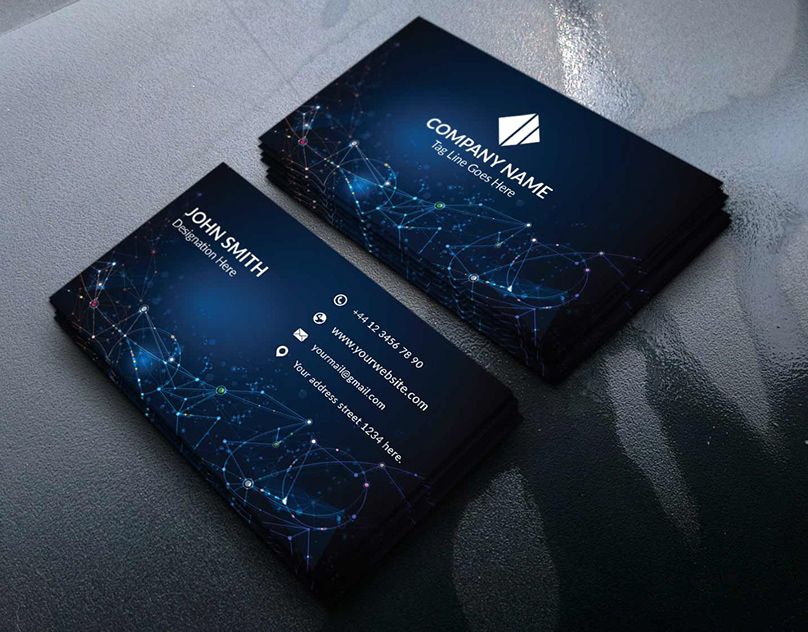 COMPANY NAME
Tag Line Goes Here
JOHN SMITH
Designation Here
+44 12 3456 78 90
www.yourwebsite.com
yourmail@gmail.com
Your address street 1234 here.